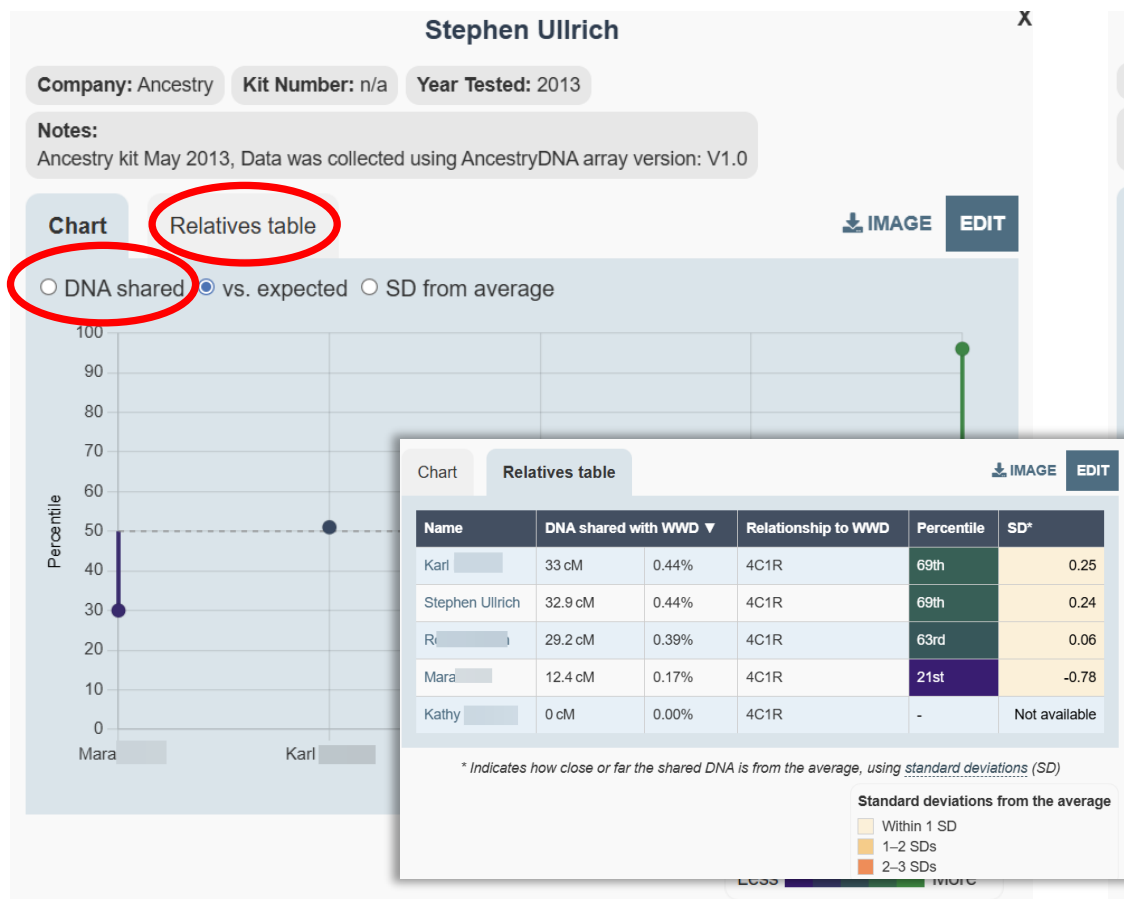 Stephen Ullrich
X
Company: Ancestry Kit Number: n/a Year Tested: 2013
Notes:
Ancestry kit May 2013, Data was collected using AncestryDNA array version: V1.0
Chart Relatives table IMAGE EDIT
DNA shared vs. expected SD from average
100
90
80
70
60
50
40
30
20
10
0
Percentile
Mara Karl
Chart Relatives table IMAGE EDIT
Name DNA shared with WWD ▼ Relationship to WWD Percentile SD*
Karl 33 cM 0.44% 4C1R 69th 0.25
Stephen Ullrich 32.9 cM 0.44% 4C1R 69th 0.24
29.2 cM 0.39% 4C1R 63rd 0.06
Mara 12.4 cM 0.17% 4C1R 21st -0.78
Kathy 0 cM 0.00% 4C1R - Not available
* Indicates how close or far the shared DNA is from the average, using standard deviations (SD)
Standard deviations from the average
Within 1 SD
1–2 SDs
2–3 SDs
Less More